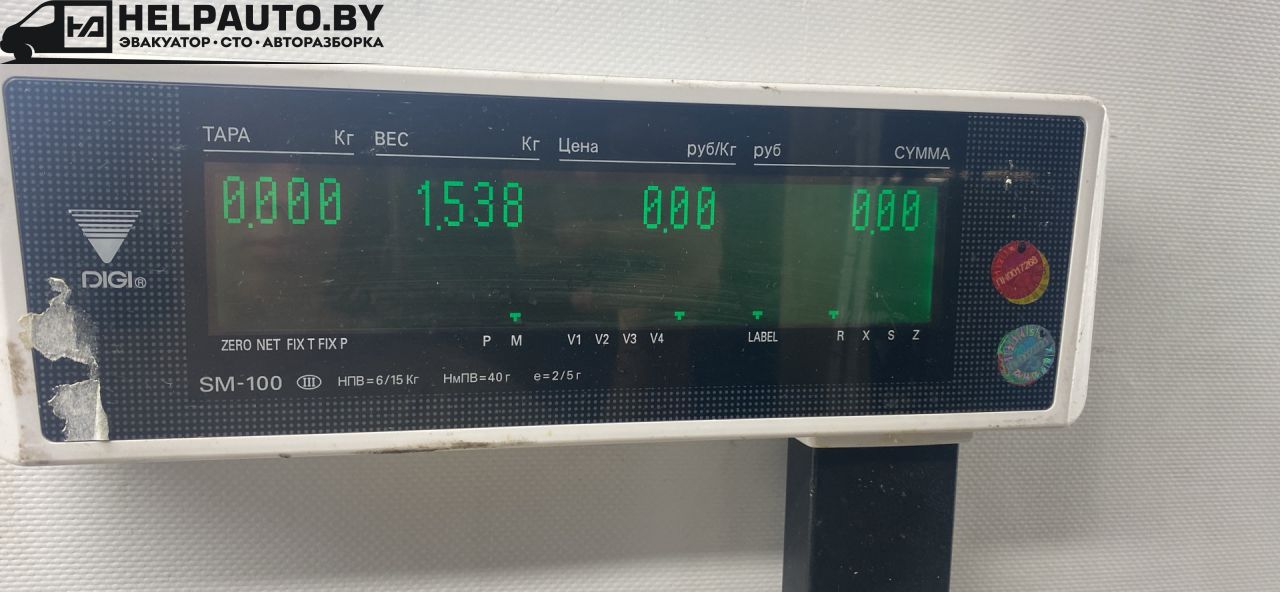 HELPAUTO.BY
ЭВАКУАТОР · СТО · АВТОРАЗБОРКА
ТАРА Кг ВЕС Кг Цена руб/Кг руб СУММА
0.000 1.538 0.00 0.00
DIGI®
ZERO NET FIX T FIX P P M V1 V2 V3 V4 LABEL R X S Z
SM-100 III НПВ=6/15 Кг НмПВ=40 г e=2/5 г